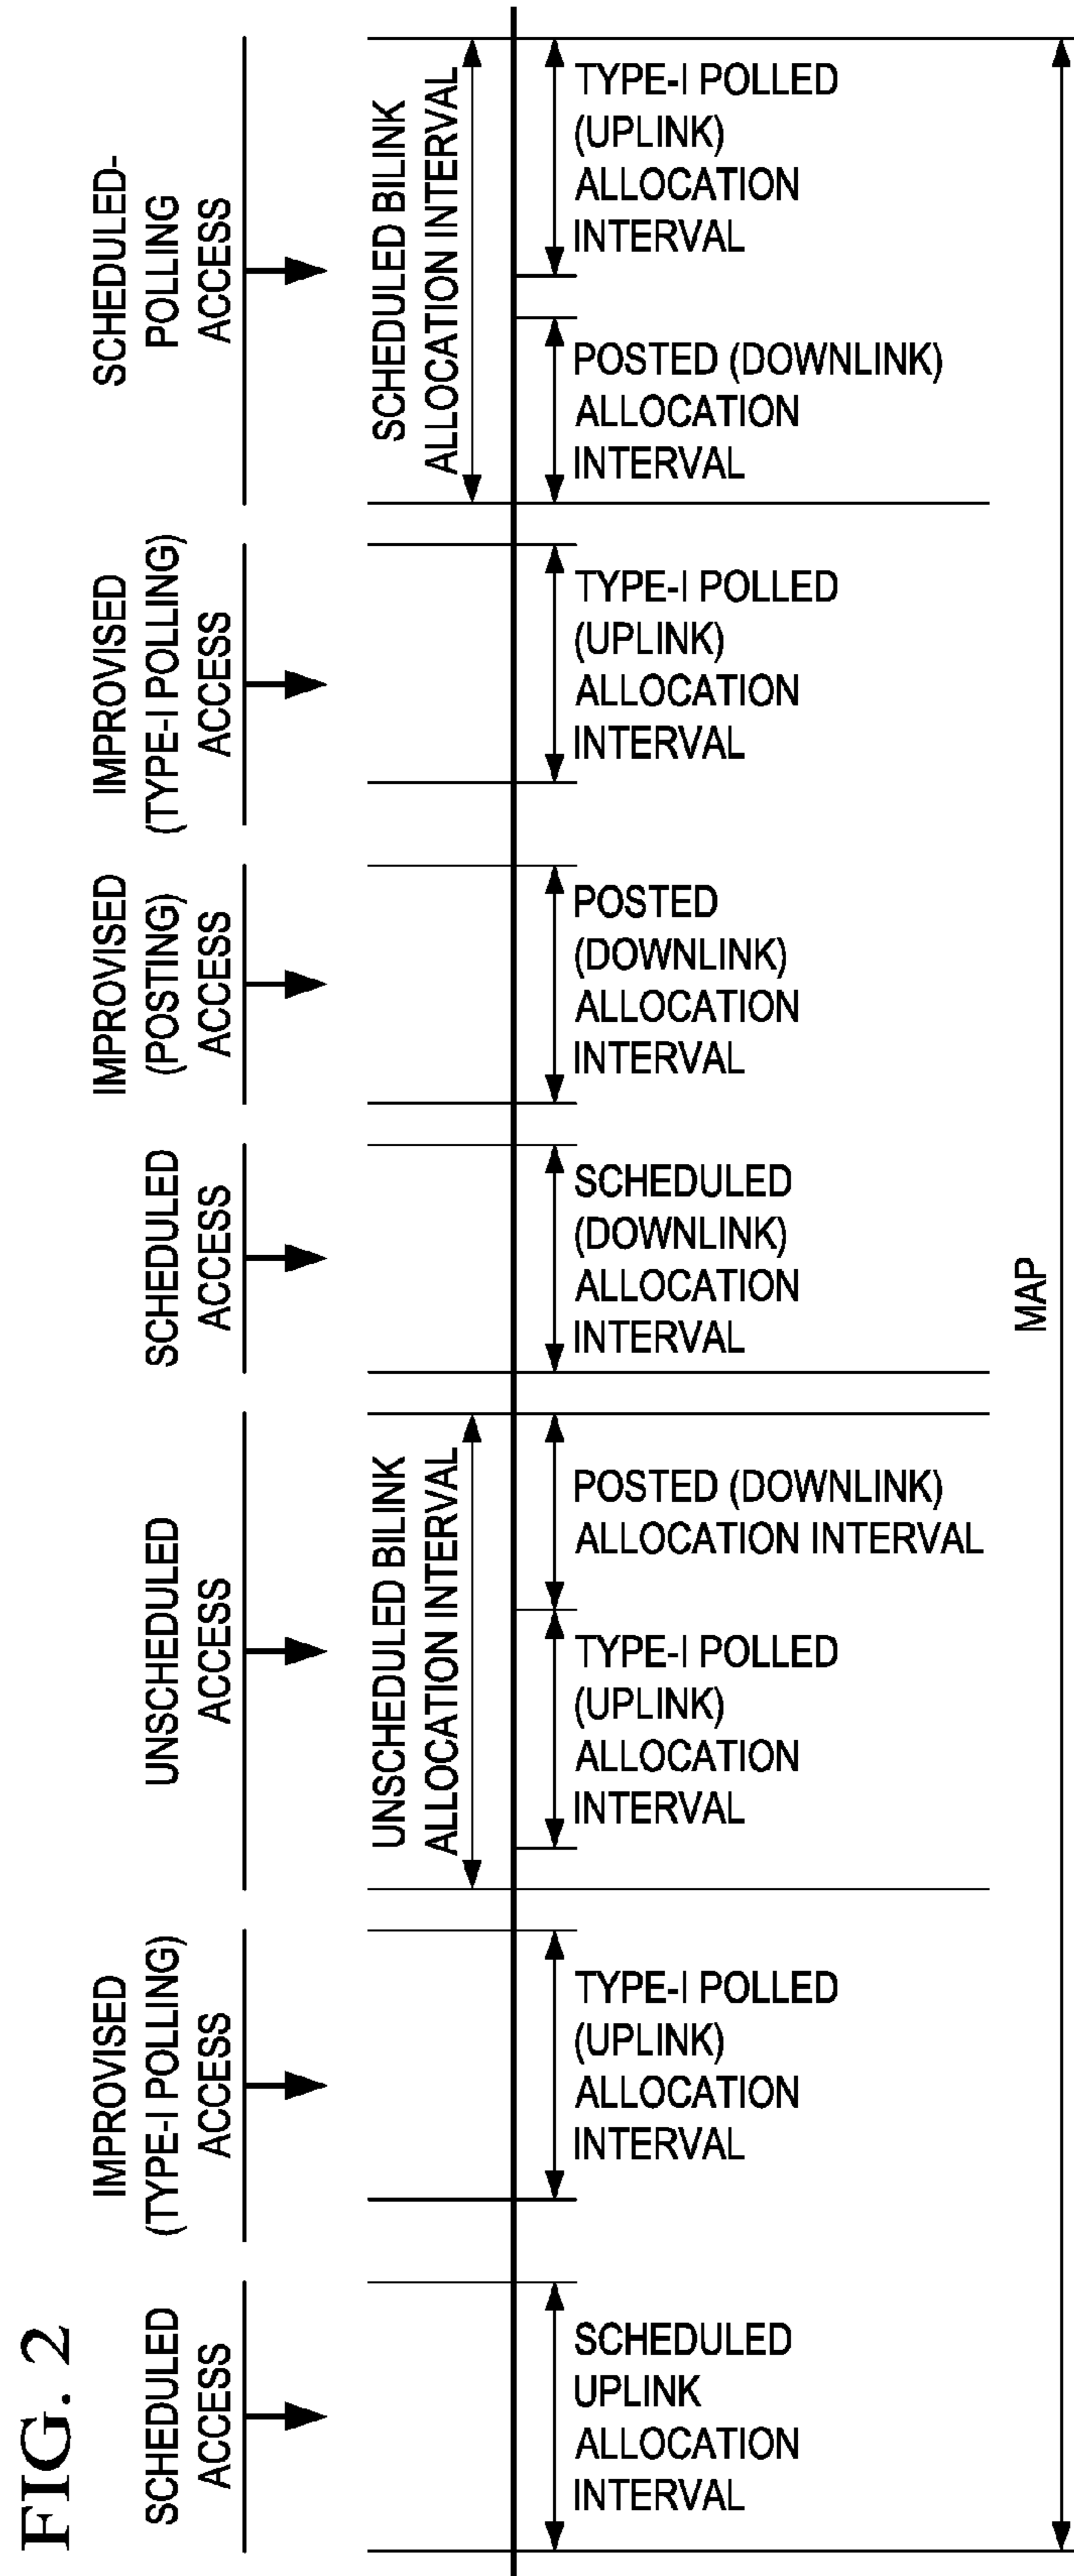 FIG. 2
SCHEDULED
ACCESS
IMPROVISED
(TYPE-I POLLING)
ACCESS
UNSCHEDULED
ACCESS
SCHEDULED
ACCESS
IMPROVISED
(POSTING)
ACCESS
IMPROVISED
(TYPE-I POLLING)
ACCESS
SCHEDULED-
POLLING
ACCESS
UNSCHEDULED BILINK
ALLOCATION INTERVAL
SCHEDULED BILINK
ALLOCATION INTERVAL
SCHEDULED
UPLINK
ALLOCATION
INTERVAL
TYPE-I POLLED
(UPLINK)
ALLOCATION
INTERVAL
TYPE-I POLLED
(UPLINK)
ALLOCATION
INTERVAL
POSTED (DOWNLINK)
ALLOCATION INTERVAL
SCHEDULED
(DOWNLINK)
ALLOCATION
INTERVAL
POSTED
(DOWNLINK)
ALLOCATION
INTERVAL
TYPE-I POLLED
(UPLINK)
ALLOCATION
INTERVAL
POSTED (DOWNLINK)
ALLOCATION
INTERVAL
TYPE-I POLLED
(UPLINK)
ALLOCATION
INTERVAL
MAP